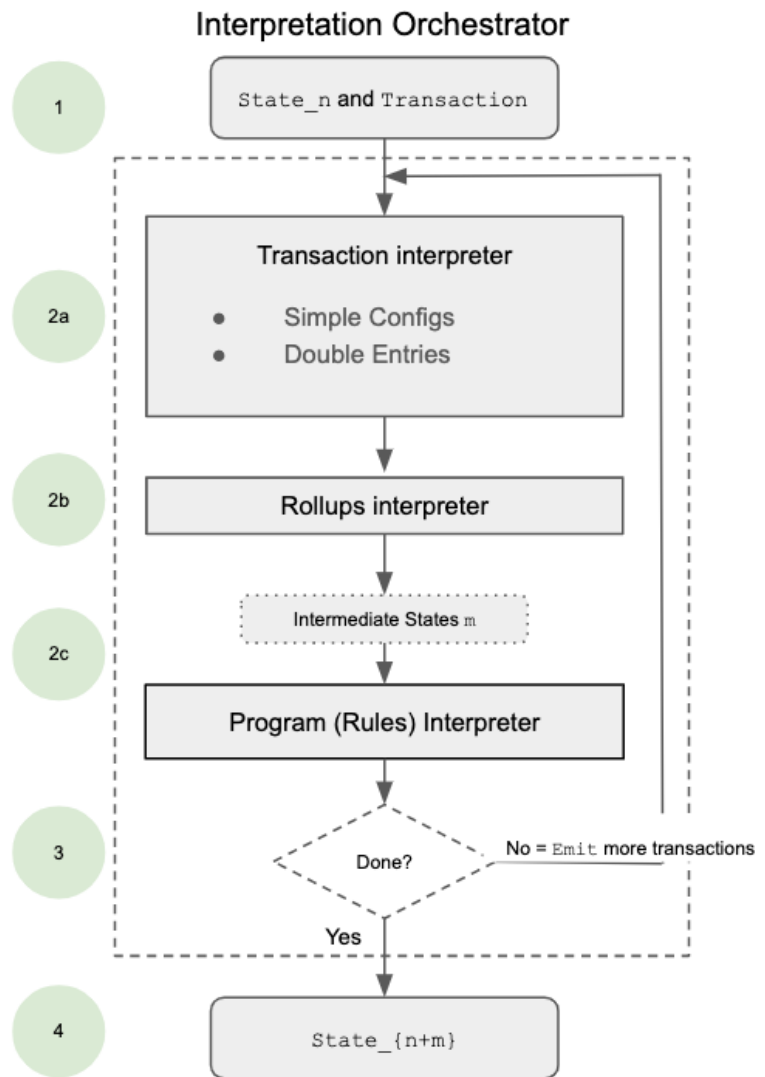 Interpretation Orchestrator
1
State_n and Transaction
2a
Transaction interpreter
● Simple Configs
● Double Entries
2b
Rollups interpreter
Intermediate States m
2c
Program (Rules) Interpreter
3
Done?
No = Emit more transactions
Yes
4
State_{n+m}